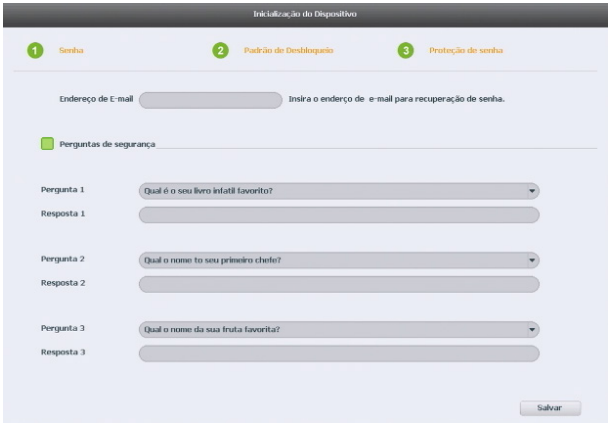 Inicialização do Dispositivo
1 Senha 2 Padrão de Desbloqueio 3 Proteção de senha
Endereço de E-mail Insira o enderço de e-mail para recuperação de senha.
Perguntas de segurança
Pergunta 1 Qual é o seu livro infatil favorito?
Resposta 1
Pergunta 2 Qual o nome to seu primeiro chefe?
Resposta 2
Pergunta 3 Qual o nome da sua fruta favorita?
Resposta 3
Salvar